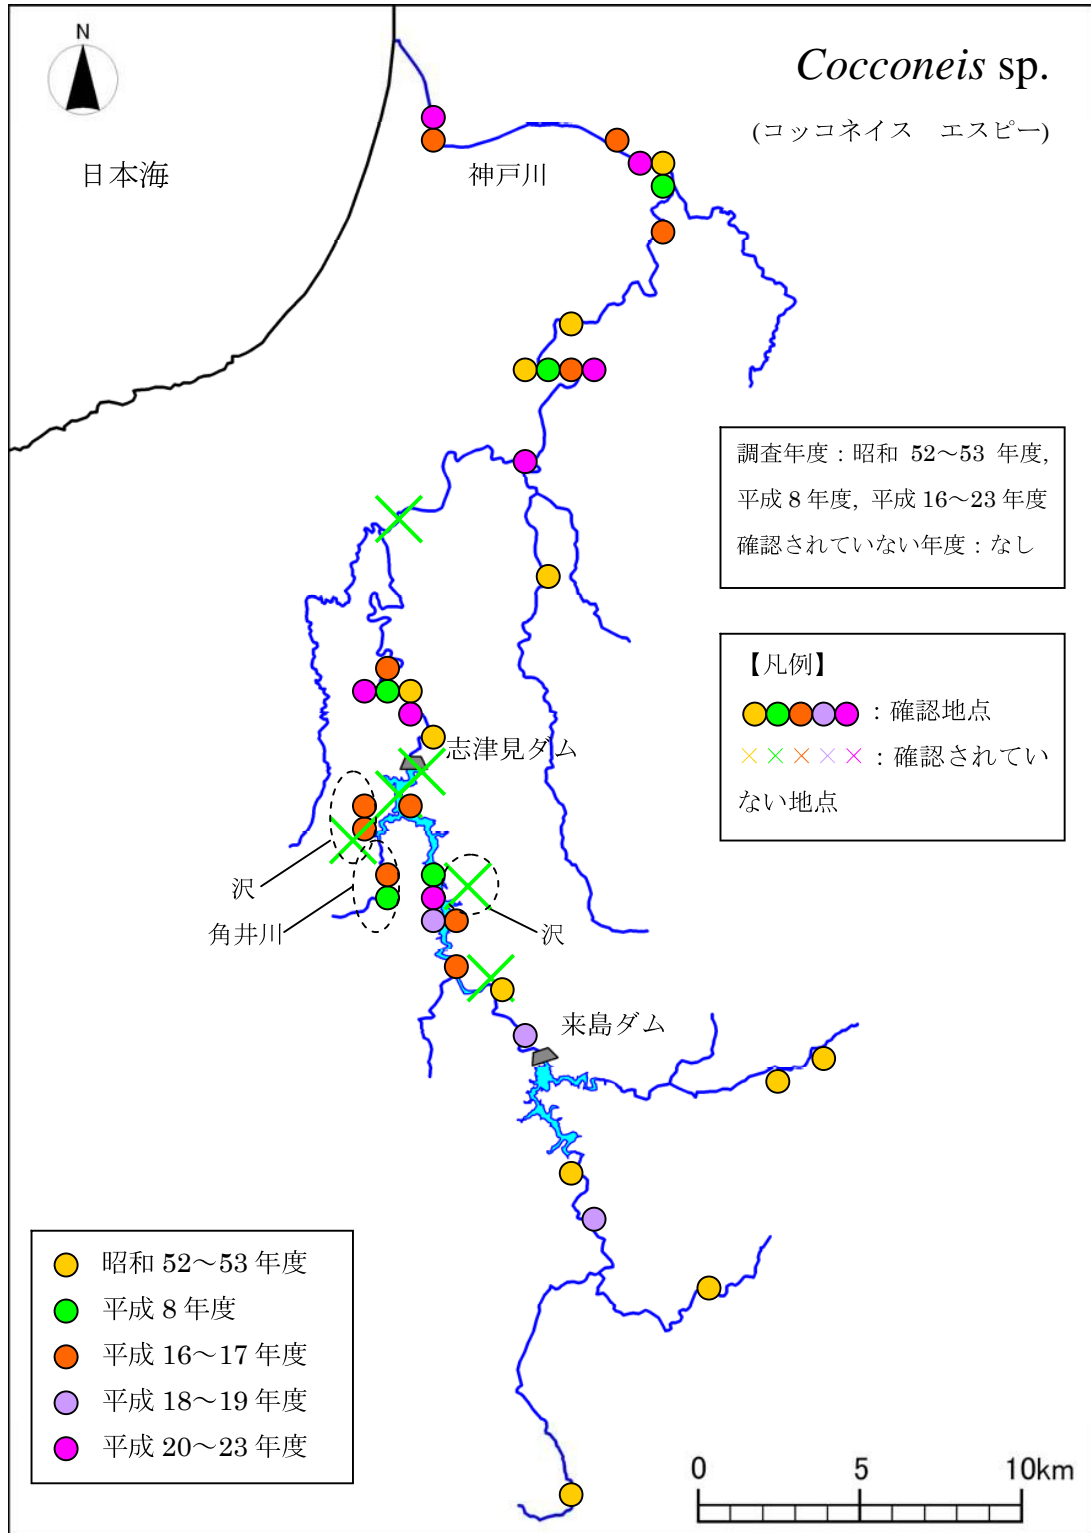 N
Cocconeis sp.
(コッコネイス エスピー)
日本海
神戸川
調査年度：昭和 52～53 年度,
平成 8 年度, 平成 16～23 年度
確認されていない年度：なし
【凡例】
：確認地点
：確認されてい
ない地点
志津見ダム
沢
角井川
沢
来島ダム
昭和 52～53 年度
平成 8 年度
平成 16～17 年度
平成 18～19 年度
平成 20～23 年度
0 5 10km